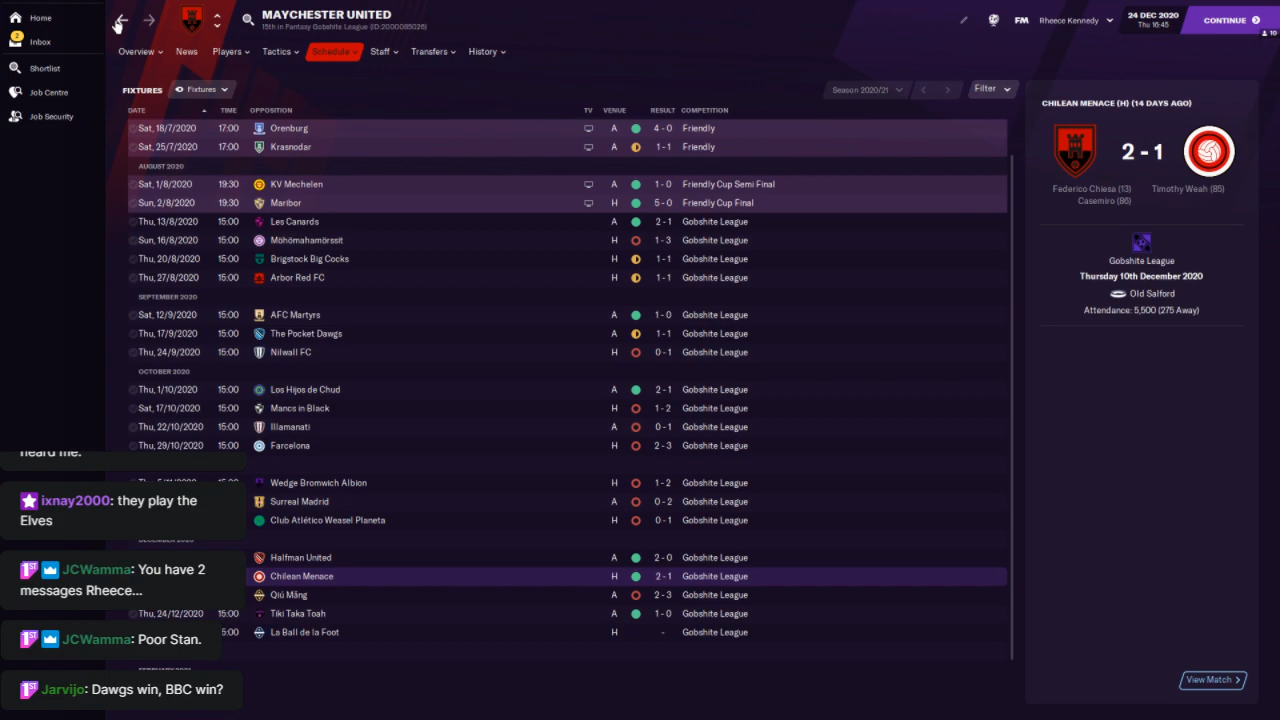 Home
Inbox
2
Shortlist
Job Centre
Job Security
MAYCHESTER UNITED
15th in Fantasy Gobshite League (ID:2000085026)
FM
Rheece Kennedy
24 DEC 2020
Thu 16:45
CONTINUE
10
Overview
News
Players
Tactics
Schedule
Staff
Transfers
History
FIXTURES
Fixtures
Season 2020/21
Filter
DATE TIME OPPOSITION TV VENUE RESULT COMPETITION
Sat, 18/7/2020 17:00 Orenburg A 4 - 0 Friendly
Sat, 25/7/2020 17:00 Krasnodar A 1 - 1 Friendly
AUGUST 2020
Sat, 1/8/2020 19:30 KV Mechelen A 1 - 0 Friendly Cup Semi Final
Sun, 2/8/2020 19:30 Maribor H 5 - 0 Friendly Cup Final
Thu, 13/8/2020 15:00 Les Canards A 2 - 1 Gobshite League
Sun, 16/8/2020 15:00 Möhömahamörssit H 1 - 3 Gobshite League
Thu, 20/8/2020 15:00 Brigstock Big Cocks H 1 - 1 Gobshite League
Thu, 27/8/2020 15:00 Arbor Red FC H 1 - 1 Gobshite League
SEPTEMBER 2020
Sat, 12/9/2020 15:00 AFC Martyrs A 1 - 0 Gobshite League
Thu, 17/9/2020 15:00 The Pocket Dawgs A 1 - 1 Gobshite League
Thu, 24/9/2020 15:00 Nilwall FC H 0 - 1 Gobshite League
OCTOBER 2020
Thu, 1/10/2020 15:00 Los Hijos de Chud A 2 - 1 Gobshite League
Sat, 17/10/2020 15:00 Mancs in Black H 1 - 2 Gobshite League
Thu, 22/10/2020 15:00 Illamanati A 0 - 1 Gobshite League
Thu, 29/10/2020 15:00 Farcelona H 2 - 3 Gobshite League
Wedge Bromwich Albion H 1 - 2 Gobshite League
Surreal Madrid A 0 - 2 Gobshite League
Club Atlético Weasel Planeta H 0 - 1 Gobshite League
Halfman United A 2 - 0 Gobshite League
Chilean Menace H 2 - 1 Gobshite League
Qiú Mǎng A 2 - 3 Gobshite League
Thu, 24/12/2020 15:00 Tiki Taka Toah A 1 - 0 Gobshite League
La Ball de la Foot H - Gobshite League
CHILEAN MENACE (H) (14 DAYS AGO)
2 - 1
Federico Chiesa (13) Timothy Weah (85)
Casemiro (86)
Gobshite League
Thursday 10th December 2020
Old Salford
Attendance: 5,500 (275 Away)
View Match
heard me.
ixnay2000: they play the
Elves
1ST JCWamma: You have 2
messages Rheece...
1ST JCWamma: Poor Stan.
1ST Jarvijo: Dawgs win, BBC win?